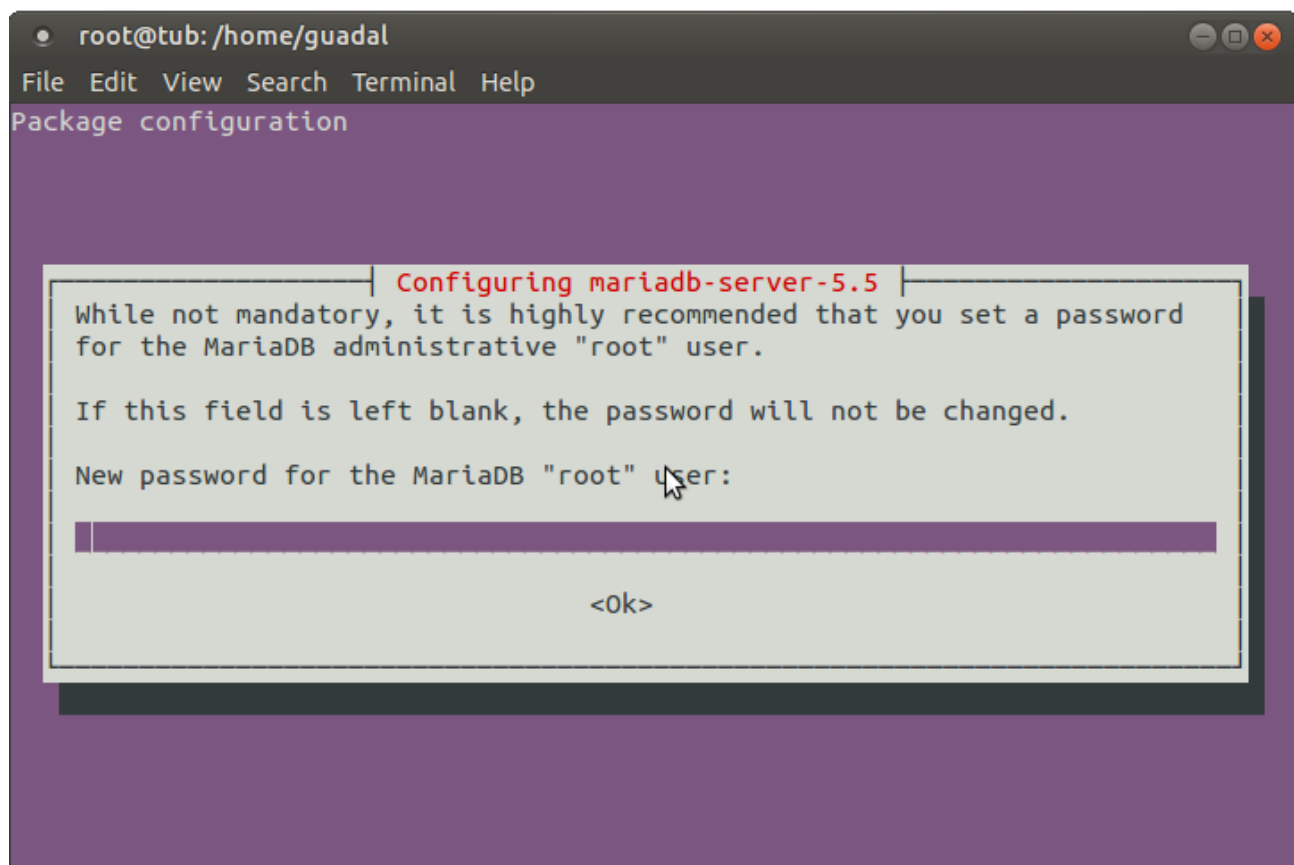 root@tub: /home/guadal
File Edit View Search Terminal Help
Package configuration
Configuring mariadb-server-5.5
While not mandatory, it is highly recommended that you set a password
for the MariaDB administrative "root" user.
If this field is left blank, the password will not be changed.
New password for the MariaDB "root" user:
<Ok>